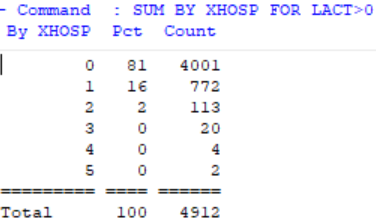 - Command  : SUM BY XHOSP FOR LACT>0
By XHOSP  Pct  Count
0  81  4001
1  16  772
2  2  113
3  0  20
4  0  4
5  0  2
========= ==== ======
Total  100  4912